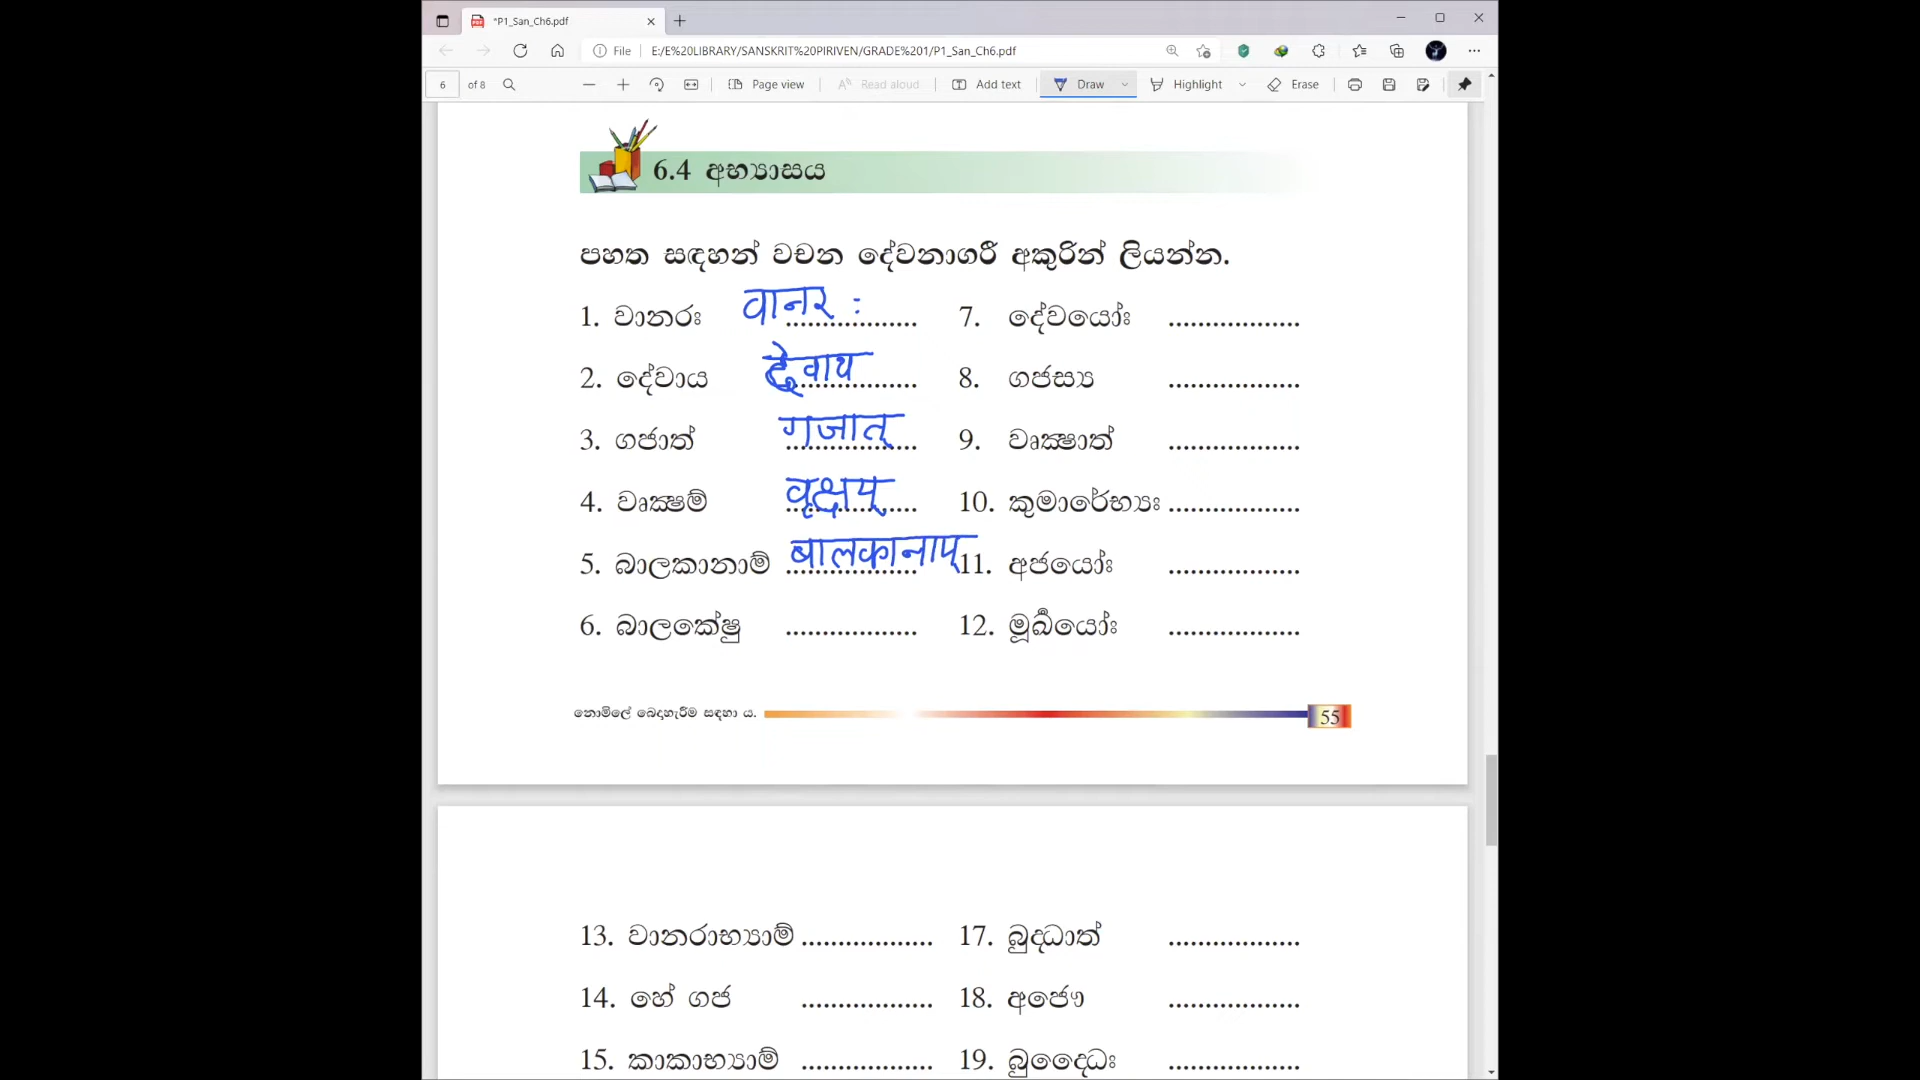 *P1_San_Ch6.pdf
File E:/E%20LIBRARY/SANSKRIT%20PIRIVEN/GRADE%201/P1_San_Ch6.pdf
6 of 8 Page view Read aloud Add text Draw Highlight Erase
6.4 අභ්‍යාසය
පහත සඳහන් වචන දේවනාගරී අකුරින් ලියන්න.
1. වානරඃ वानर : ................... 7. දේවයෝඃ ...................
2. දේවාය देवाय ................... 8. ගජස්‍ය ...................
3. ගජාත් गजात् ................... 9. වෘක්‍ෂාත් ...................
4. වෘක්‍ෂම් वृक्षय् ................... 10. කුමාරේභ්‍යඃ ...................
5. බාලකානාම් बालकानाप् ................... 11. අජයෝඃ ...................
6. බාලකේෂු ................... 12. මූර්ඛයෝඃ ...................
නොමිලේ බෙදාහැරීම සඳහා ය. 55
13. වානරාභ්‍යාම් ................... 17. බුද්ධාත් ...................
14. හේ ගජ ................... 18. අජෞ ...................
15. කාකාභ්‍යාම් ................... 19. බුද්ධෛඃ ...................